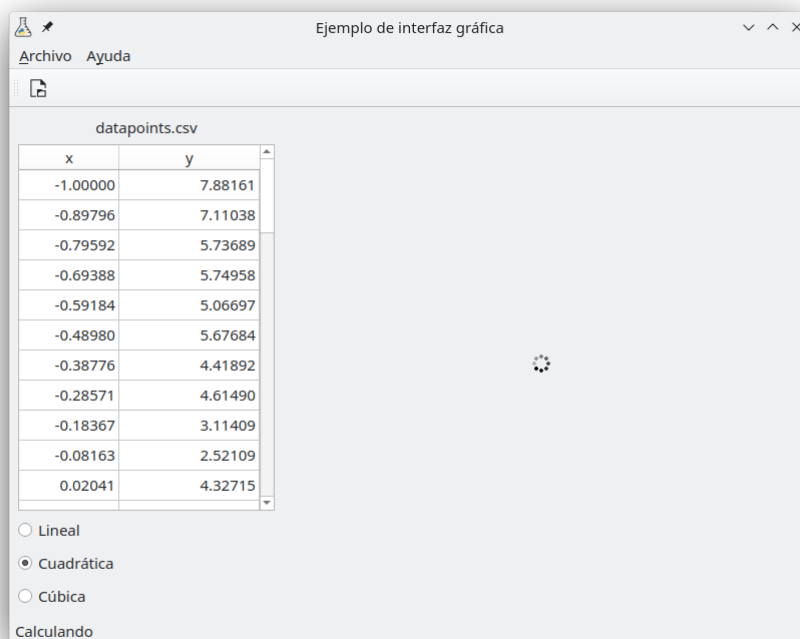 Ejemplo de interfaz gráfica
Archivo Ayuda
datapoints.csv
x y
-1.00000 7.88161
-0.89796 7.11038
-0.79592 5.73689
-0.69388 5.74958
-0.59184 5.06697
-0.48980 5.67684
-0.38776 4.41892
-0.28571 4.61490
-0.18367 3.11409
-0.08163 2.52109
0.02041 4.32715
Lineal
Cuadrática
Cúbica
Calculando